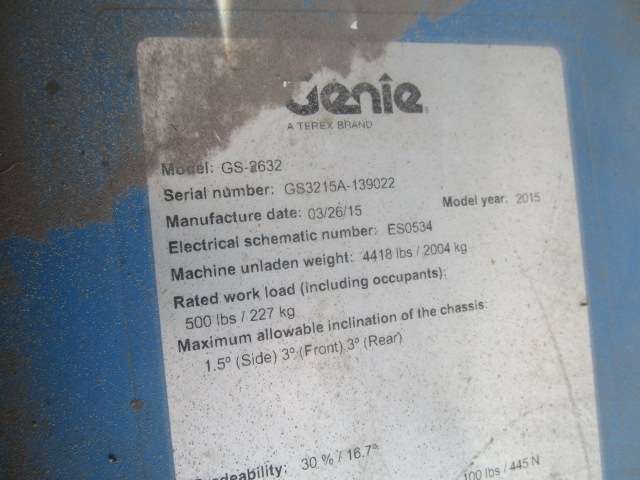 Genie
A TEREX BRAND
Model: GS-2632
Serial number: GS3215A-139022
Manufacture date: 03/26/15 Model year: 2015
Electrical schematic number: ES0534
Machine unladen weight: 4418 lbs / 2004 kg
Rated work load (including occupants):
500 lbs / 227 kg
Maximum allowable inclination of the chassis:
1.5° (Side) 3° (Front) 3° (Rear)
30 % / 16.7°
100 lbs / 445 N